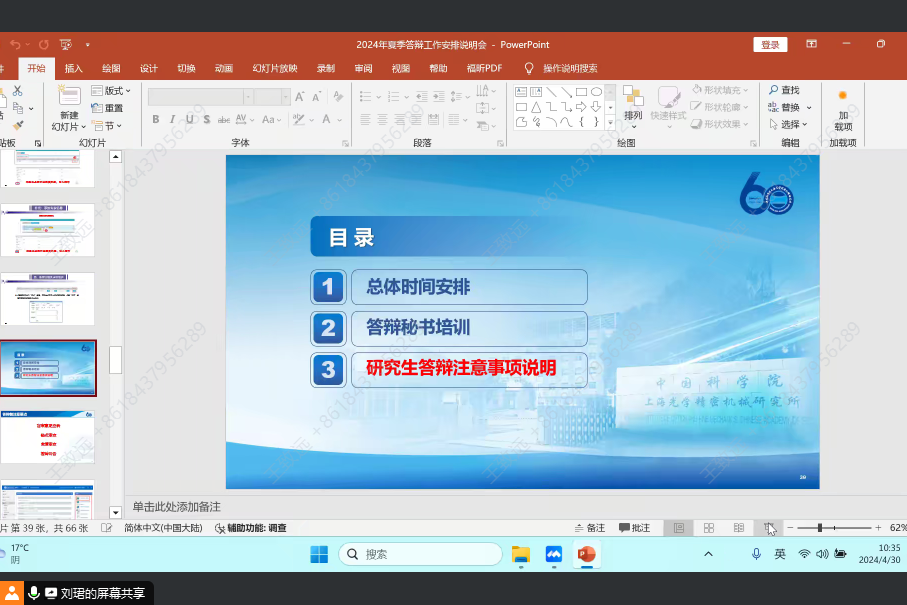 2024年夏季答辩工作安排说明会 - PowerPoint
登录
开始 插入 绘图 设计 切换 动画 幻灯片放映 录制 审阅 视图 帮助 福昕PDF 操作说明搜索
新建
幻灯片
版式
重置
节
B I U S abc AV Aa A
排列
快速样式
形状填充
形状轮廓
形状效果
查找
替换
选择
加
载项
贴板 幻灯片 字体 段落 绘图 编辑 加载项
目录
1 总体时间安排
2 答辩秘书培训
3 研究生答辩注意事项说明
中国科学院
上海光学精密机械研究所
39
单击此处添加备注
片 第 39 张，共 66 张 简体中文(中国大陆) 辅助功能: 调查 备注 批注 62%
17°C
阴
搜索
英
10:35
2024/4/30
刘珺的屏幕共享